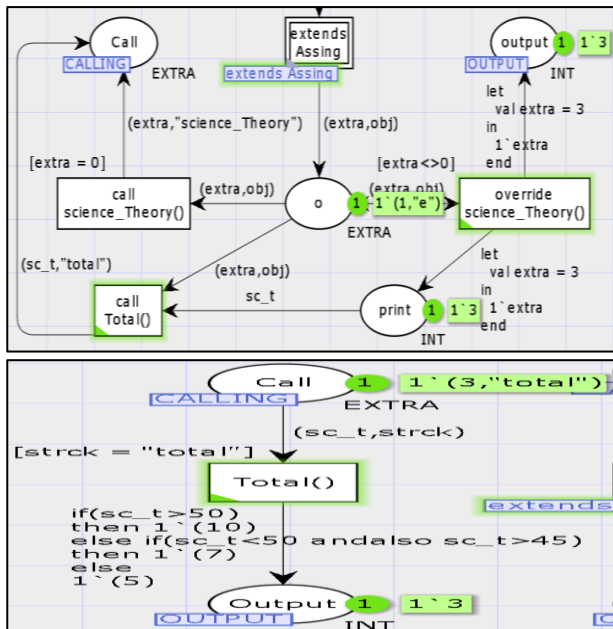 Call
CALLING
EXTRA
extends
Assing
extends Assing
output
1
1`3
OUTPUT
INT
let
val extra = 3
in
1`extra
end
(extra,"science_Theory")
(extra,obj)
[extra = 0]
[extra<>0]
call
science_Theory()
(extra,obj)
o
1
1`(1,"e")
EXTRA
(extra,obj)
override
science_Theory()
(sc_t,"total")
(extra,obj)
call
Total()
sc_t
print
1
1`3
INT
let
val extra = 3
in
1`extra
end
Call
1
1`(3,"total")
CALLING
EXTRA
(sc_t,strck)
[strck = "total"]
Total()
extends
if(sc_t>50)
then 1`(10)
else if(sc_t<50 andalso sc_t>45)
then 1`(7)
else
1`(5)
Output
1
1`3
OUTPUT
INT